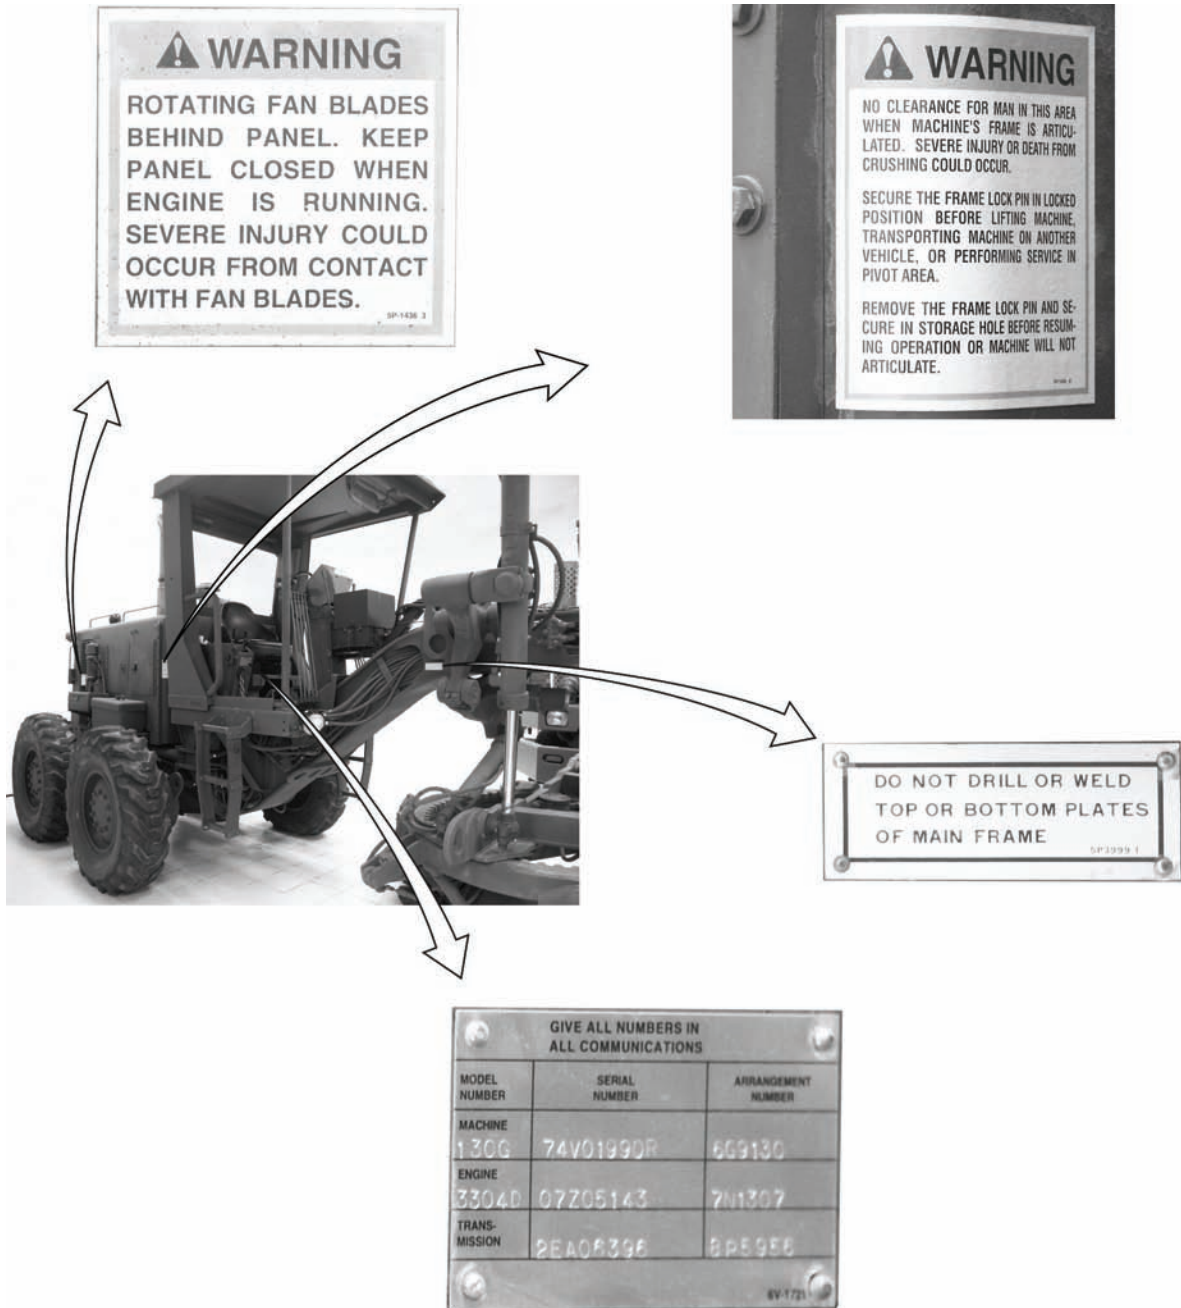 WARNING
ROTATING FAN BLADES
BEHIND PANEL. KEEP
PANEL CLOSED WHEN
ENGINE IS RUNNING.
SEVERE INJURY COULD
OCCUR FROM CONTACT
WITH FAN BLADES.
SP-1436 3
WARNING
NO CLEARANCE FOR MAN IN THIS AREA
WHEN MACHINE'S FRAME IS ARTICU-
LATED. SEVERE INJURY OR DEATH FROM
CRUSHING COULD OCCUR.
SECURE THE FRAME LOCK PIN IN LOCKED
POSITION BEFORE LIFTING MACHINE,
TRANSPORTING MACHINE ON ANOTHER
VEHICLE, OR PERFORMING SERVICE IN
PIVOT AREA.
REMOVE THE FRAME LOCK PIN AND SE-
CURE IN STORAGE HOLE BEFORE RESUM-
ING OPERATION OR MACHINE WILL NOT
ARTICULATE.
DO NOT DRILL OR WELD
TOP OR BOTTOM PLATES
OF MAIN FRAME
5P3999 1
GIVE ALL NUMBERS IN
ALL COMMUNICATIONS
MODEL NUMBER SERIAL NUMBER ARRANGEMENT NUMBER
MACHINE
130G 74V01990R 6G9130
ENGINE
3304D 07Z05143 7N1307
TRANS-
MISSION
2EA06396 8P5956